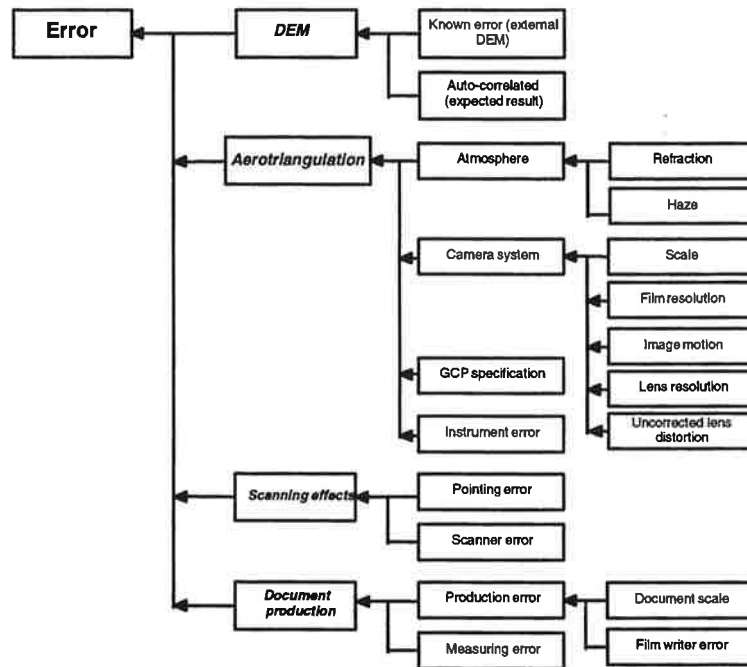 Error
DEM
Known error (external
DEM)
Auto-correlated
(expected result)
Aerotriangulation
Atmosphere
Refraction
Haze
Camera system
Scale
Film resolution
Image motion
GCP specification
Lens resolution
Instrument error
Uncorrected lens
distortion
Scanning effects
Pointing error
Scanner error
Document
production
Production error
Document scale
Measuring error
Film writer error